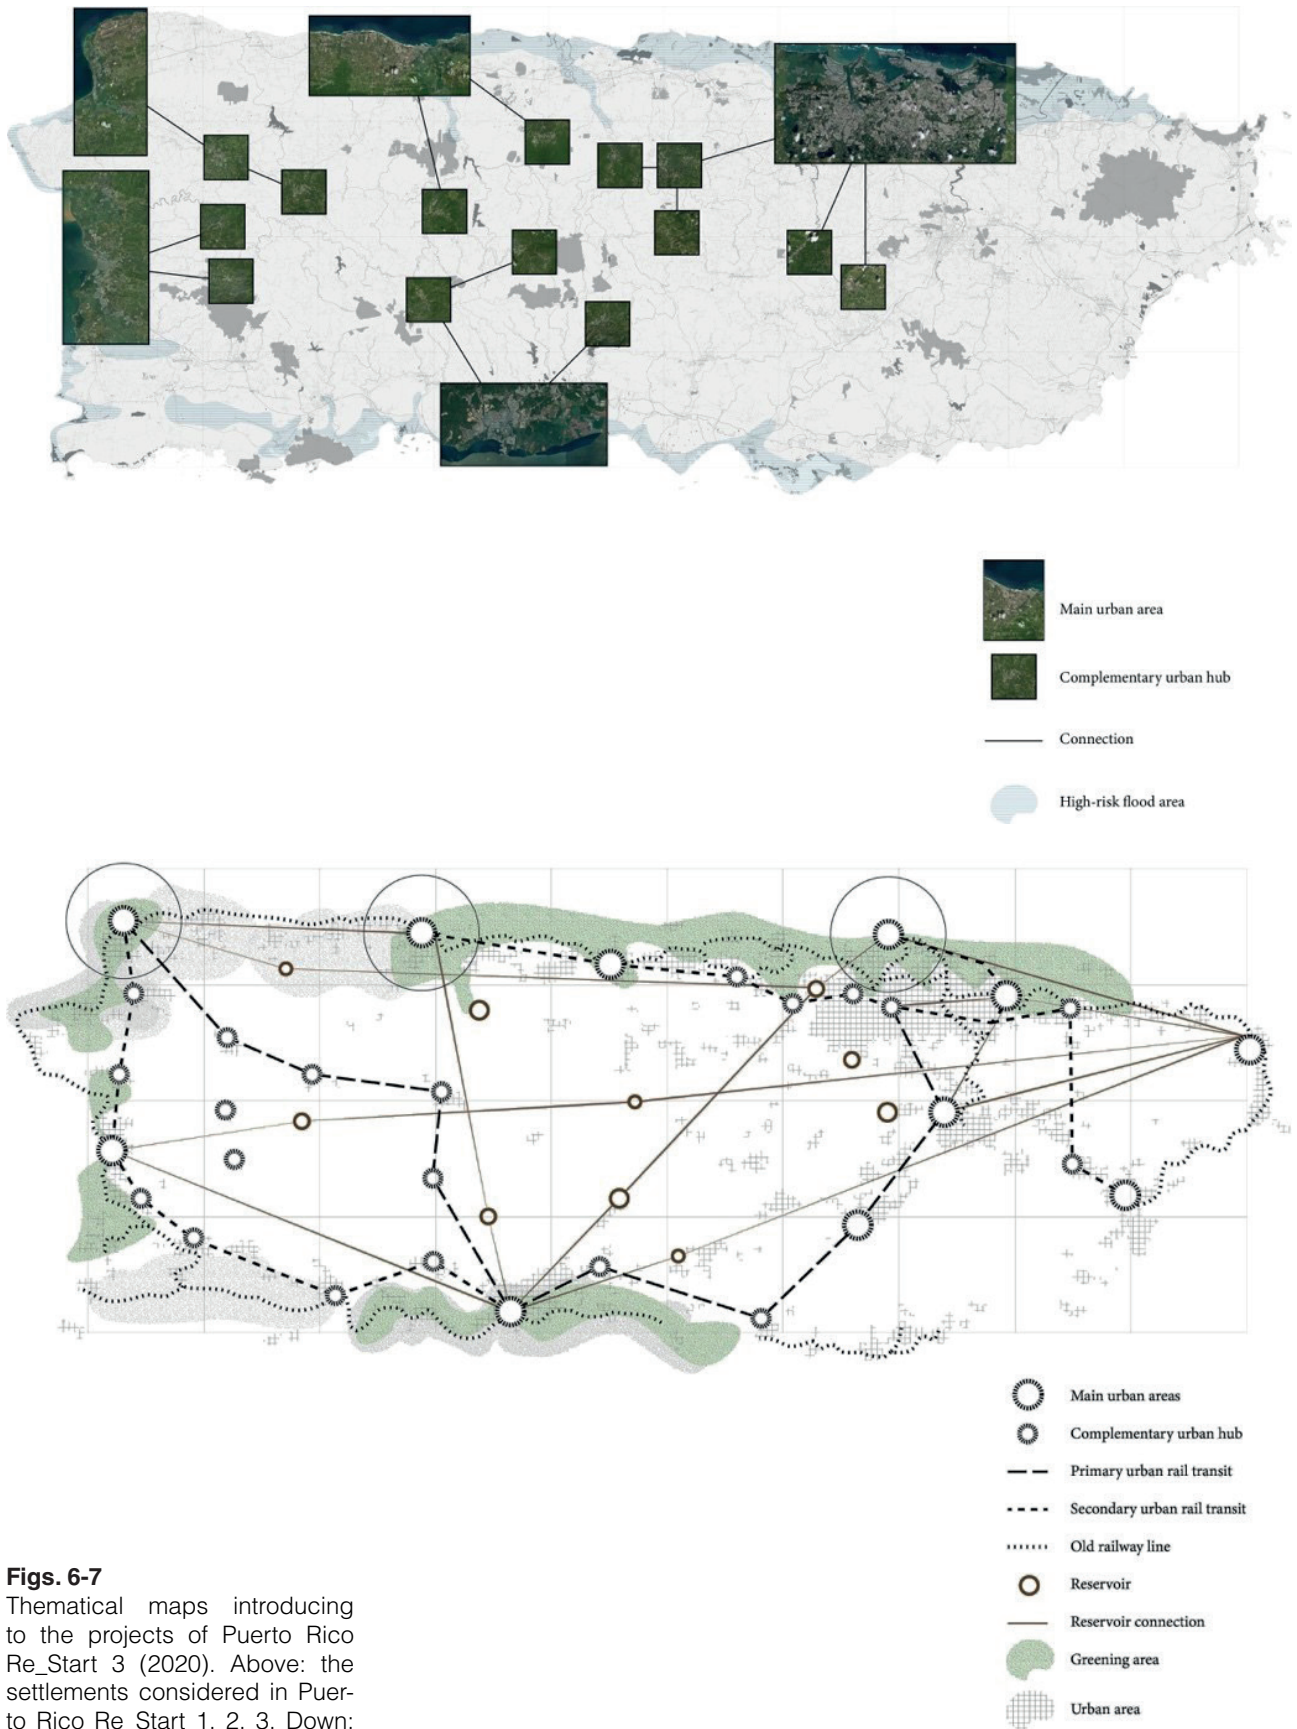 Main urban area
Complementary urban hub
Connection
High-risk flood area
Main urban areas
Complementary urban hub
Primary urban rail transit
Secondary urban rail transit
Old railway line
Reservoir
Reservoir connection
Greening area
Urban area
Figs. 6-7
Thematical maps introducing
to the projects of Puerto Rico
Re_Start 3 (2020). Above: the
settlements considered in Puer-
to Rico Re_Start 1, 2, 3. Down: